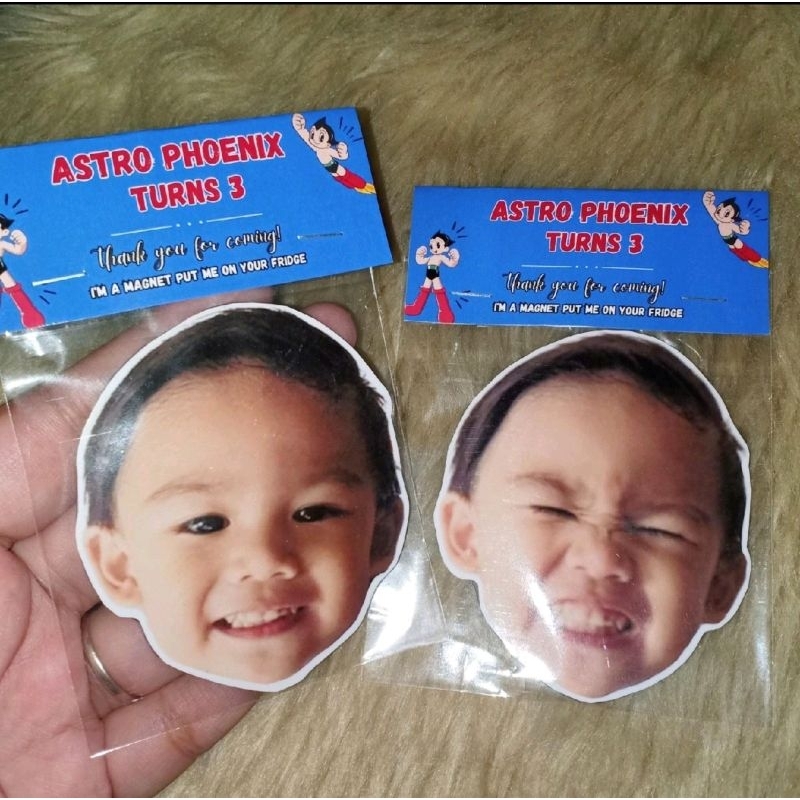 ASTRO PHOENIX
TURNS 3
Thank you for coming!
I'M A MAGNET PUT ME ON YOUR FRIDGE
ASTRO PHOENIX
TURNS 3
Thank you for coming!
I'M A MAGNET PUT ME ON YOUR FRIDGE